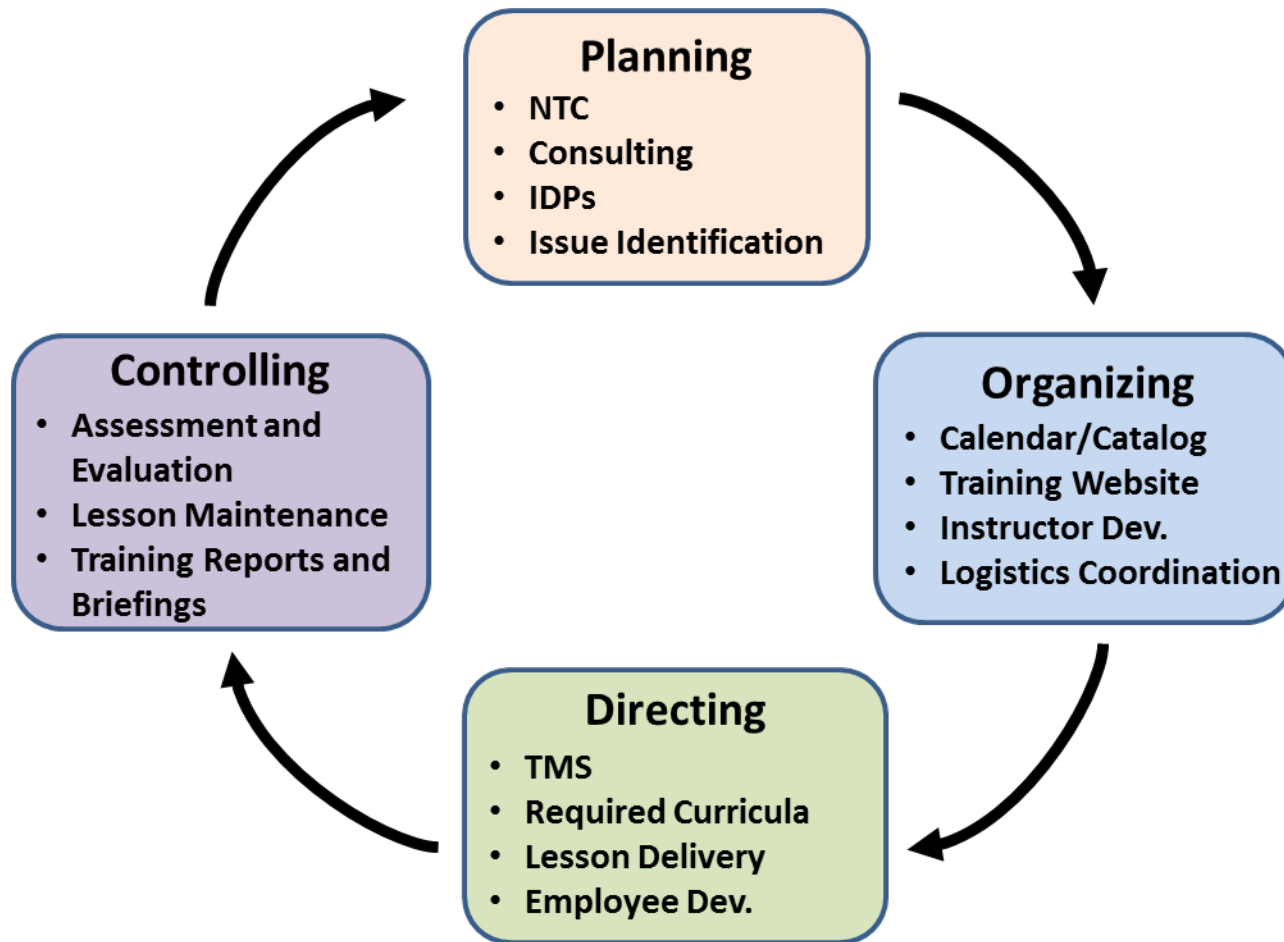 Planning
• NTC
• Consulting
• IDPs
• Issue Identification
Organizing
• Calendar/Catalog
• Training Website
• Instructor Dev.
• Logistics Coordination
Directing
• TMS
• Required Curricula
• Lesson Delivery
• Employee Dev.
Controlling
• Assessment and
Evaluation
• Lesson Maintenance
• Training Reports and
Briefings